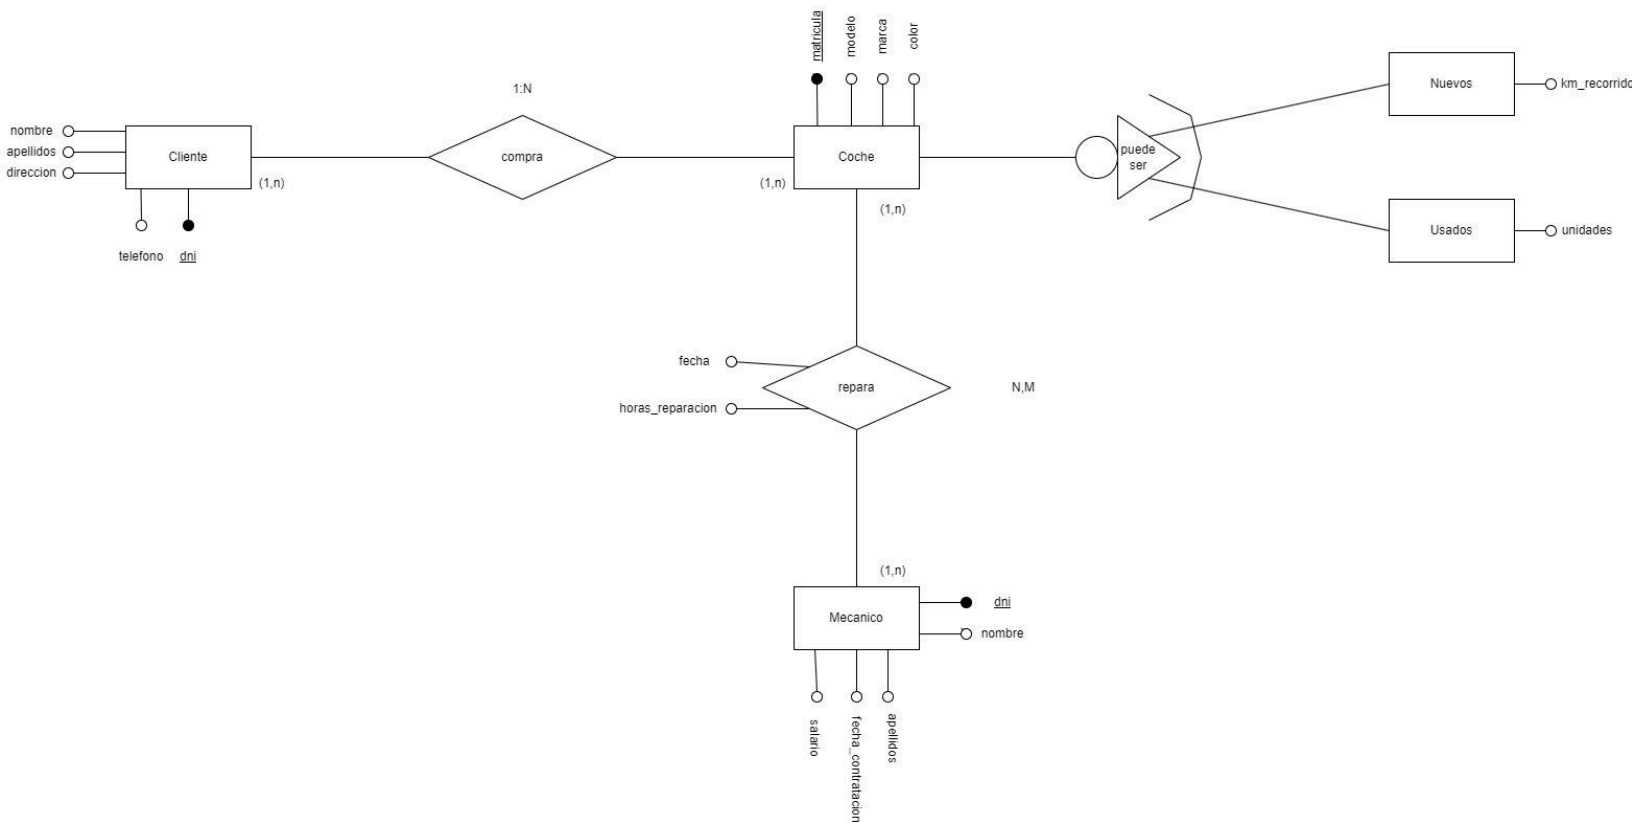 matricula
modelo
marca
color
1:N
nombre
apellidos
direccion
Cliente
(1,n)
telefono
dni
compra
(1,n)
Coche
(1,n)
puede
ser
Nuevos
km_recorrido
Usados
unidades
fecha
horas_reparacion
repara
N,M
(1,n)
Mecanico
dni
nombre
salario
fecha_contratacion
apellidos